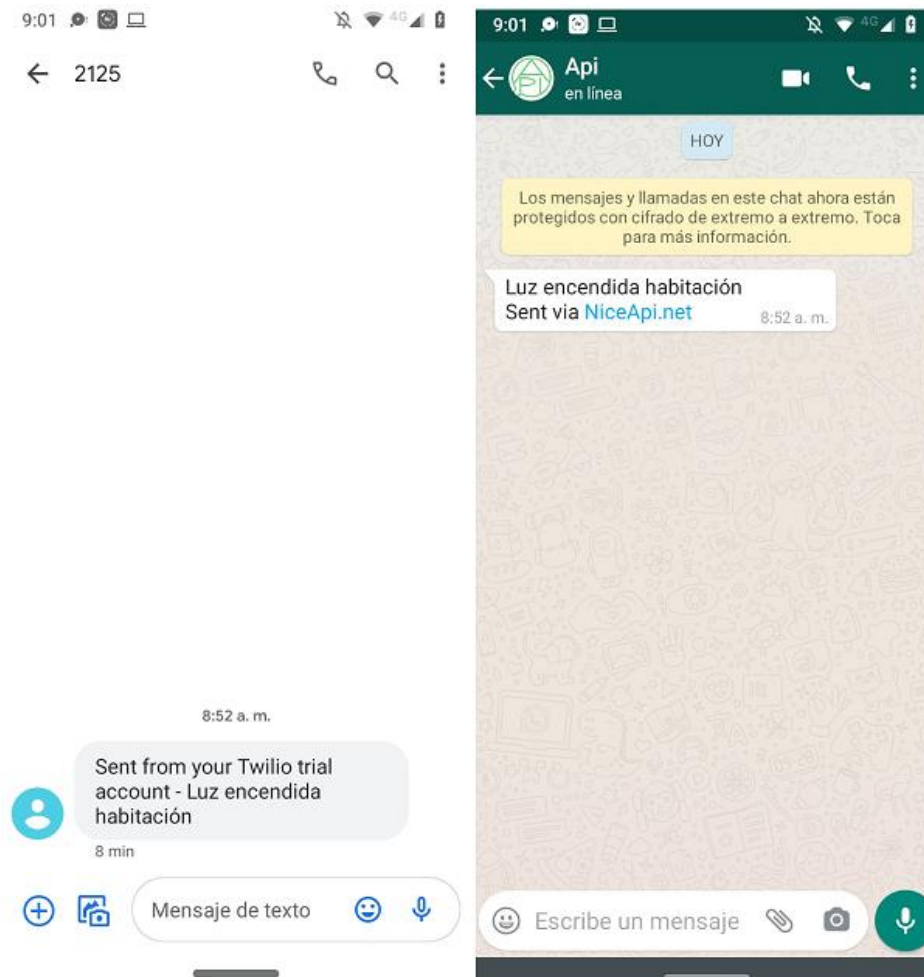 9:01
4G
2125
8:52 a. m.
Sent from your Twilio trial
account - Luz encendida
habitación
8 min
Mensaje de texto
9:01
4G
API
Api
en línea
HOY
Los mensajes y llamadas en este chat ahora están
protegidos con cifrado de extremo a extremo. Toca
para más información.
Luz encendida habitación
Sent via NiceApi.net
8:52 a. m.
Escribe un mensaje